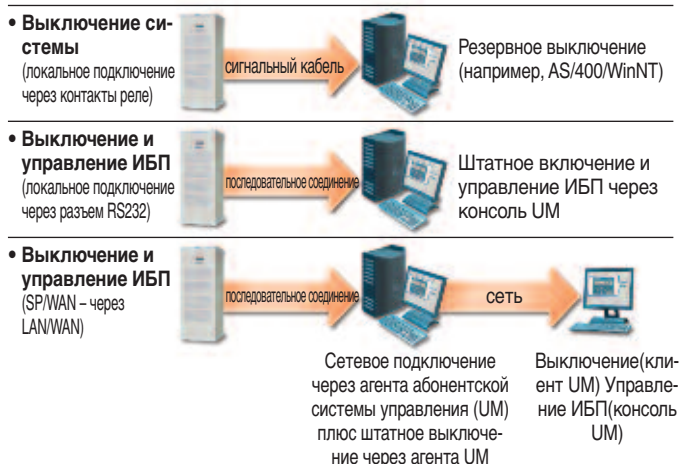 • Выключение си-
стемы
(локальное подключение
через контакты реле)
сигнальный кабель
Резервное выключение
(например, AS/400/WinNT)
• Выключение и
управление ИБП
(локальное подключение
через разъем RS232)
последовательное соединение
Штатное включение и
управление ИБП через
консоль UM
• Выключение и
управление ИБП
(SP/WAN – через
LAN/WAN)
последовательное соединение
сеть
Сетевое подключение
через агента абонентской
системы управления (UM)
плюс штатное выключе-
ние через агента UM
Выключение(кли-
ент UM) Управле-
ние ИБП(консоль
UM)